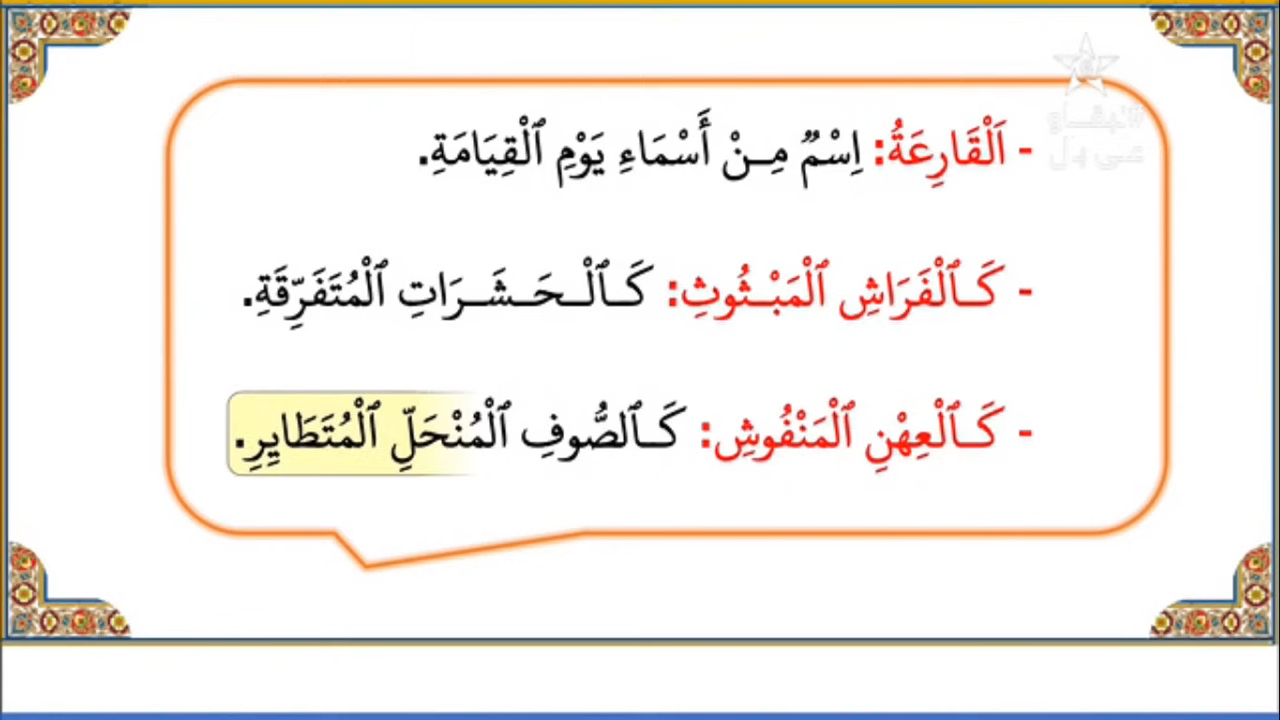 - اَلْقَارِعَةُ: اِسْمٌ مِـنْ أَسْمَاءِ يَوْمِ ٱلْقِيَامَةِ.
- كَـٱلْفَرَاشِ ٱلْمَبْـثُوثِ: كَـٱلْـحَـشَـرَاتِ ٱلْمُتَفَرِّقَةِ.
- كَـٱلْعِهْنِ ٱلْمَنْفُوشِ: كَـٱلصُّوفِ ٱلْمُنْحَلِّ ٱلْمُتَطَايِرِ.